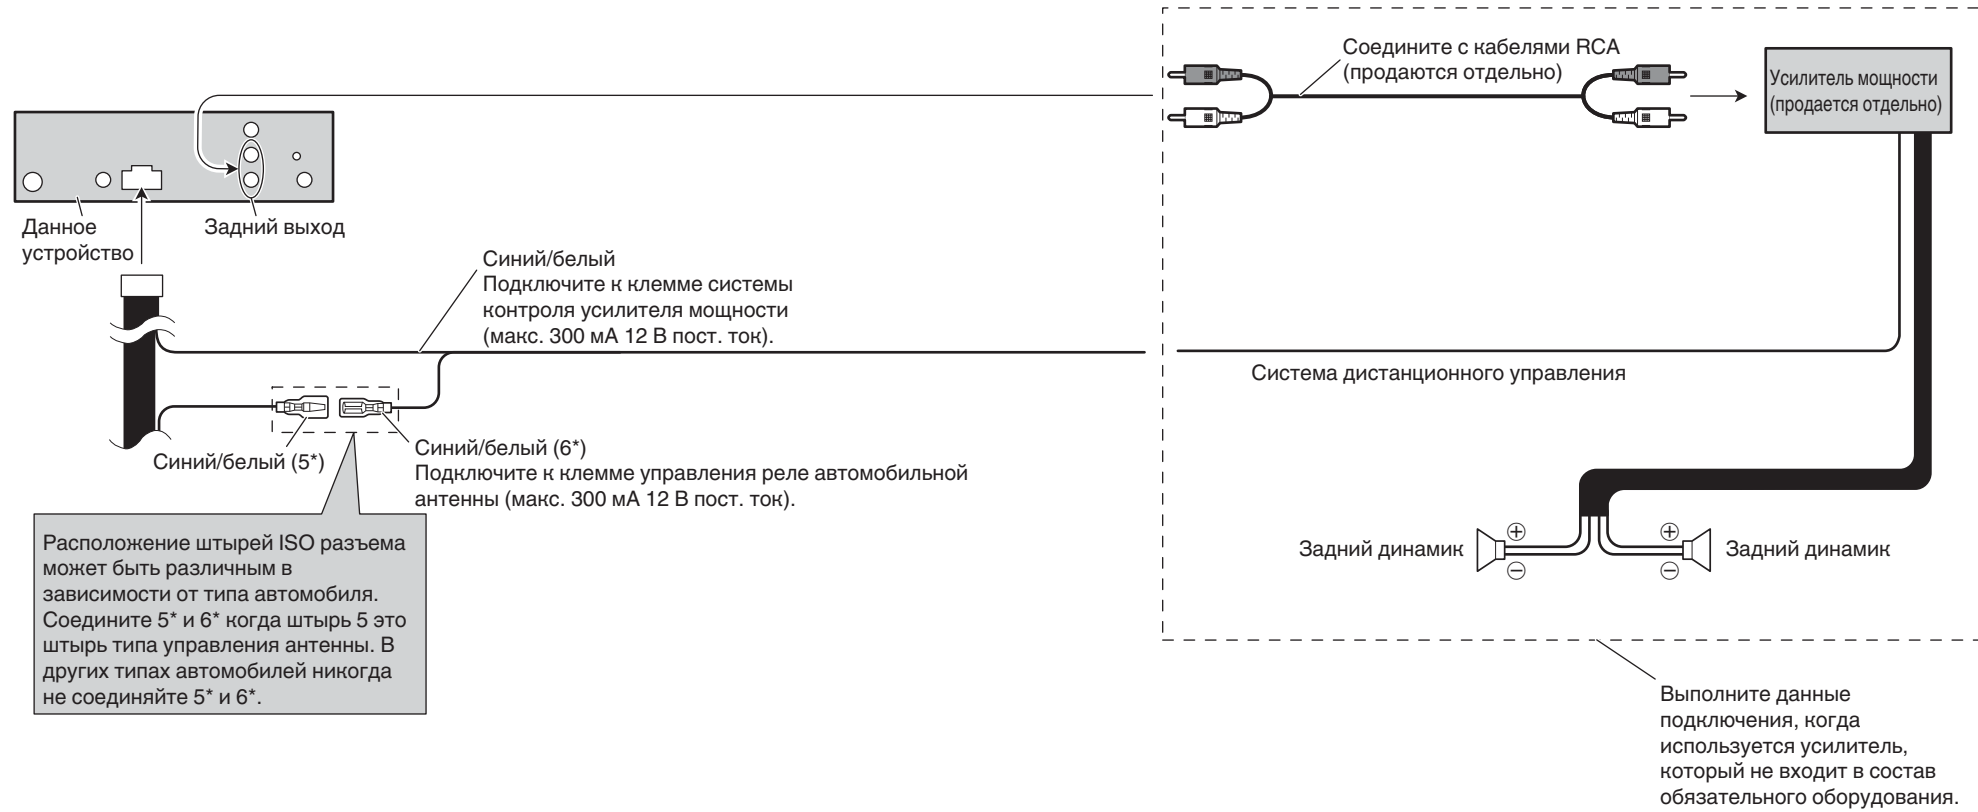 Соедините с кабелями RCA
(продаются отдельно)
Усилитель мощности
(продается отдельно)
Данное
устройство
Задний выход
Синий/белый
Подключите к клемме системы
контроля усилителя мощности
(макс. 300 мА 12 В пост. ток).
Система дистанционного управления
Синий/белый (5*)
Синий/белый (6*)
Подключите к клемме управления реле автомобильной
антенны (макс. 300 мА 12 В пост. ток).
Расположение штырей ISO разъема
может быть различным в
зависимости от типа автомобиля.
Соедините 5* и 6* когда штырь 5 это
штырь типа управления антенны. В
других типах автомобилей никогда
не соединяйте 5* и 6*.
Задний динамик
+
−
+
−
Задний динамик
Выполните данные
подключения, когда
используется усилитель,
который не входит в состав
обязательного оборудования.